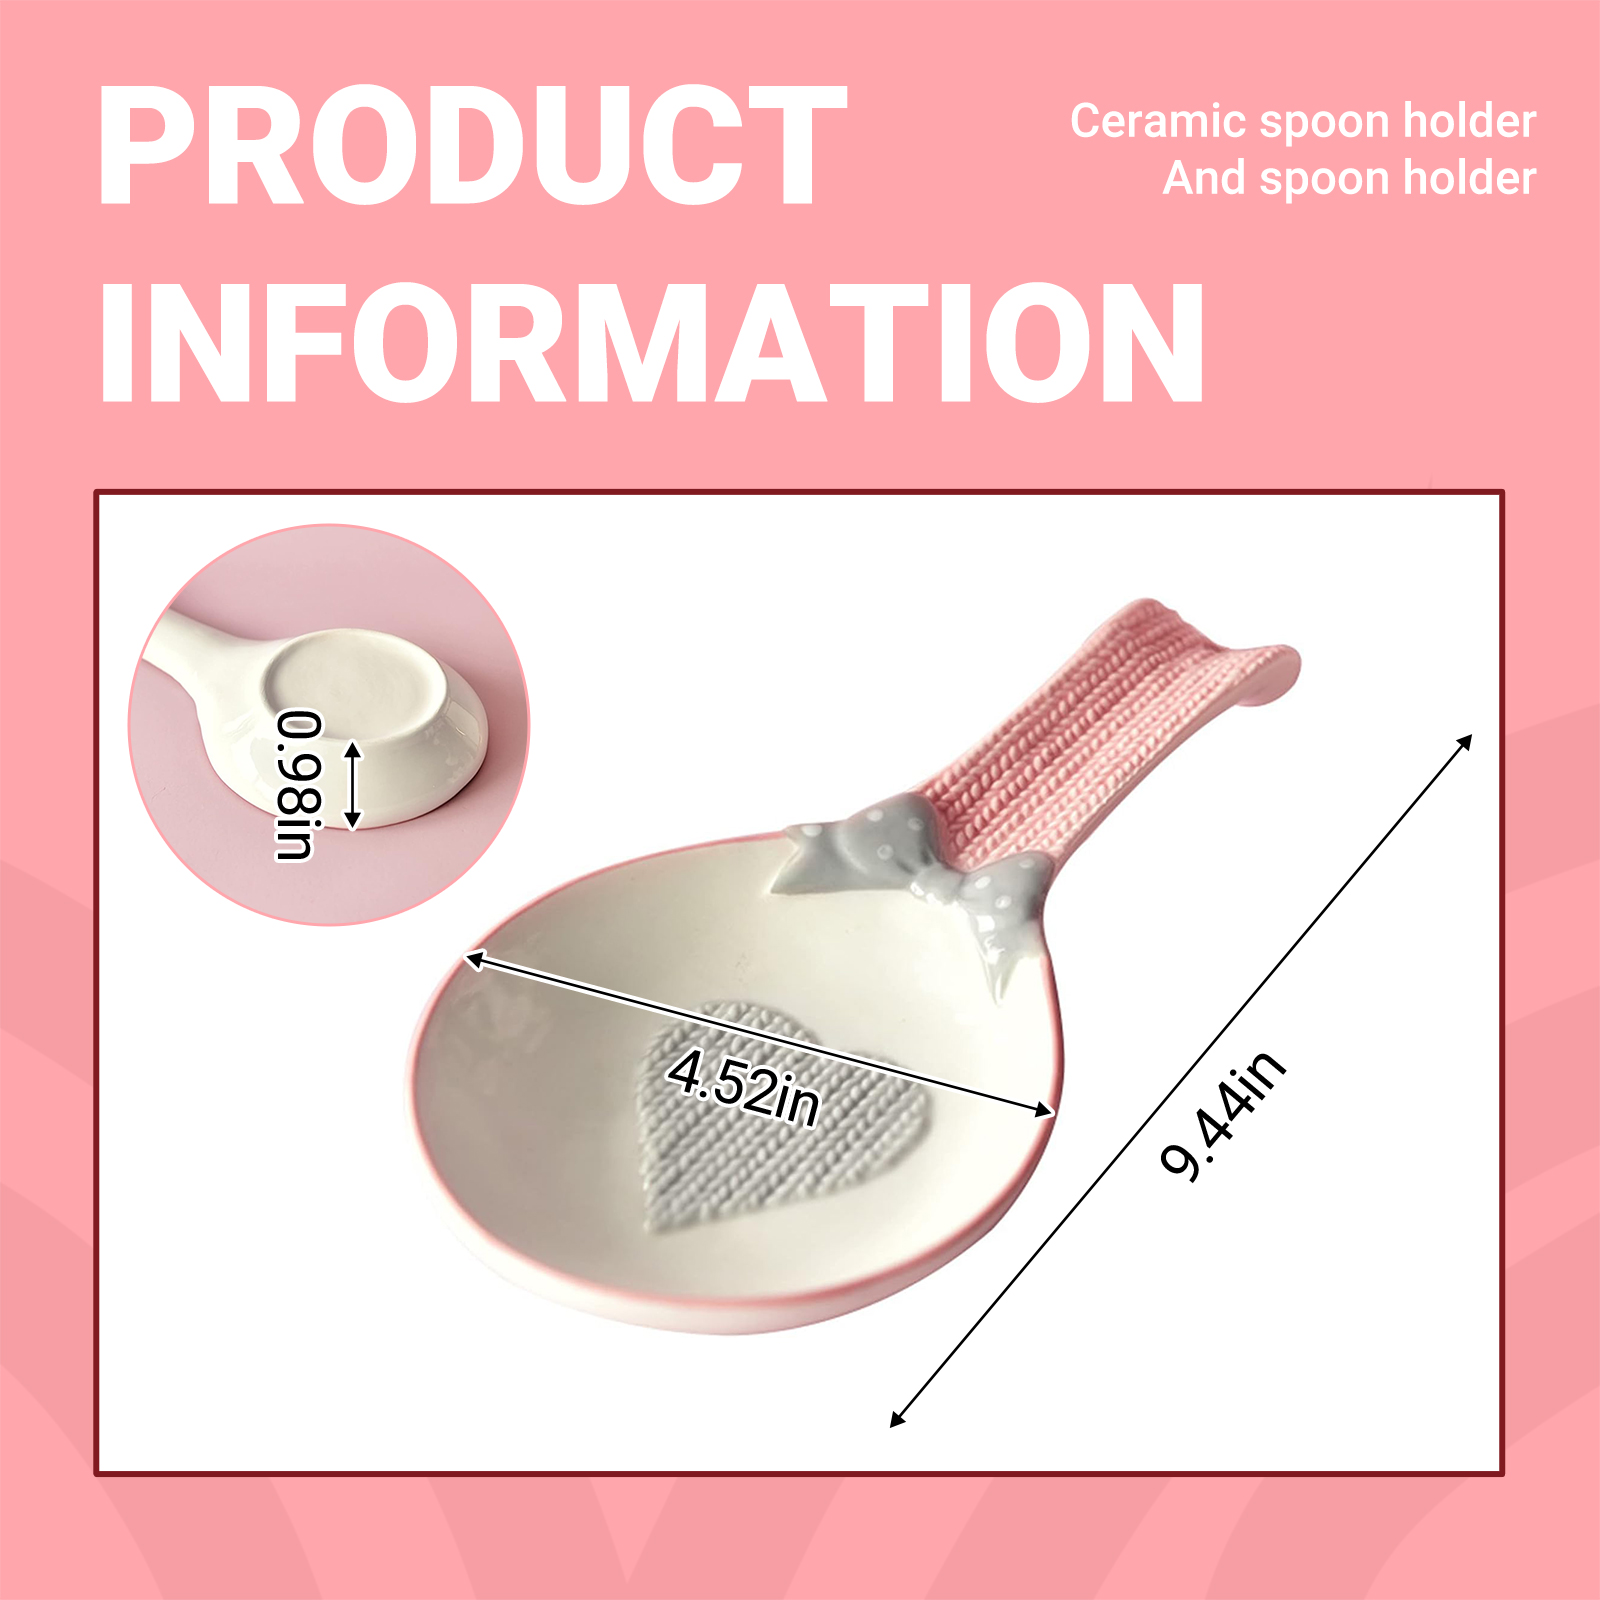 PRODUCT
INFORMATION
Ceramic spoon holder
And spoon holder
0.98in
4.52in
9.44in